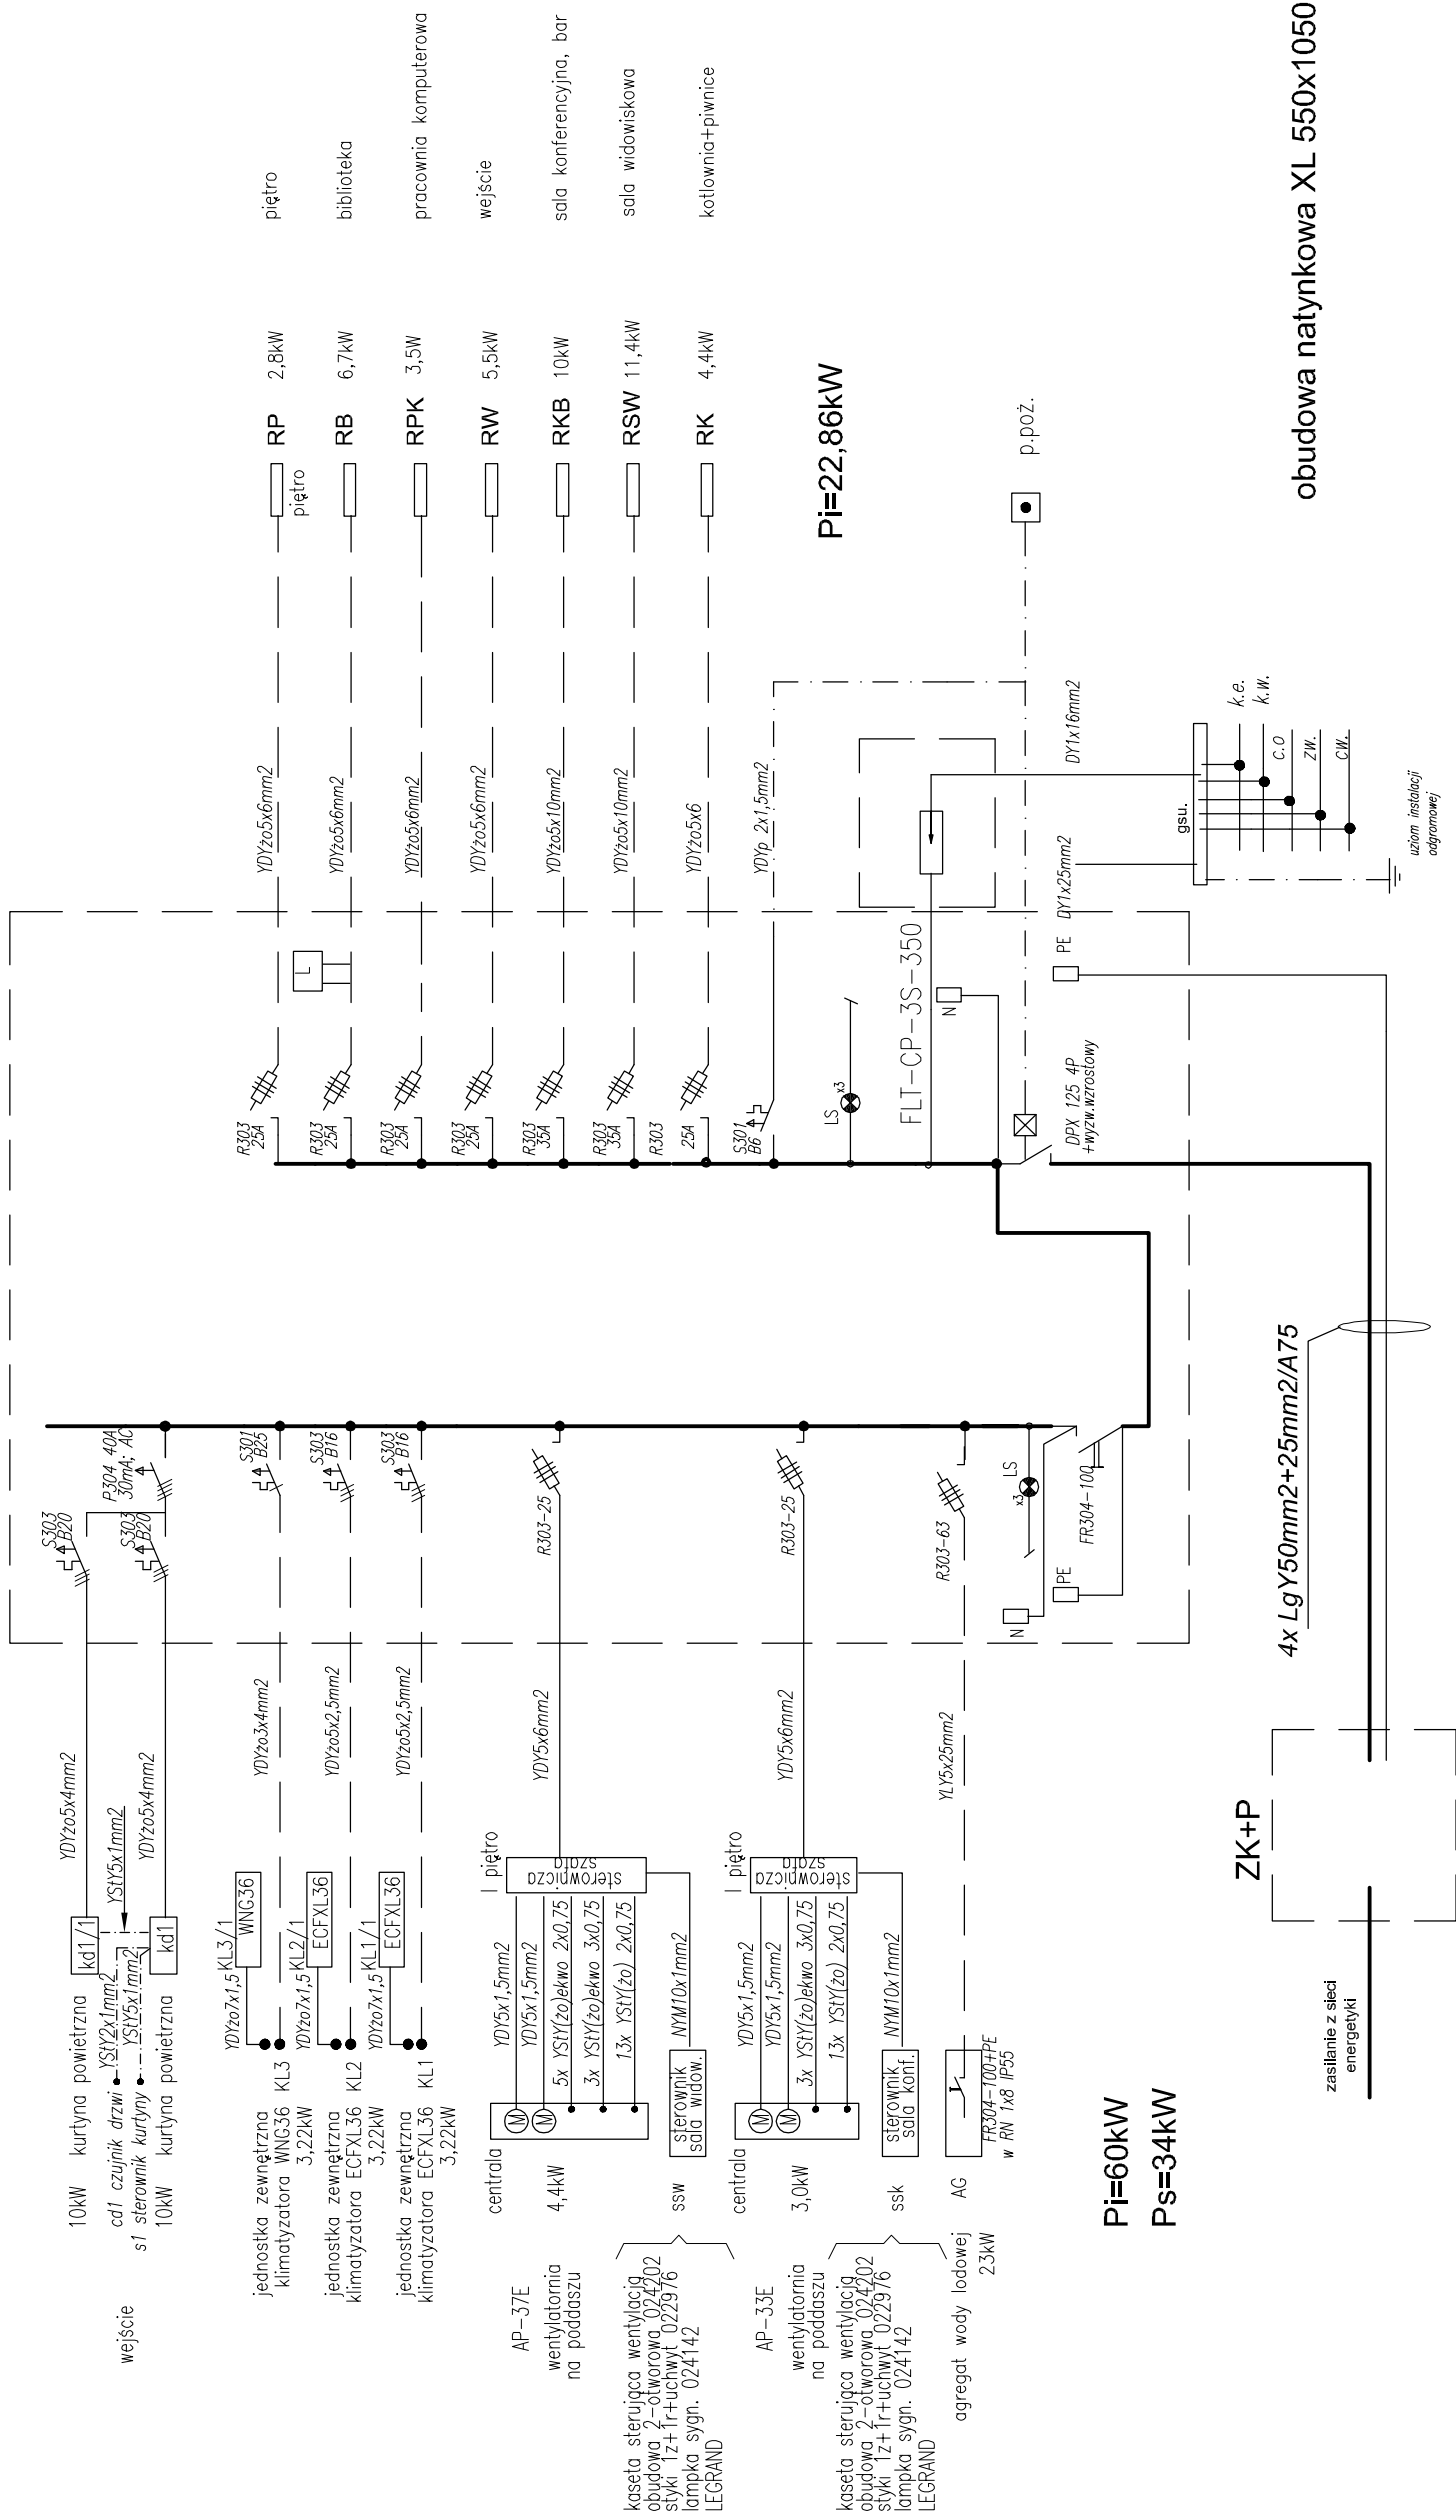 10kW kurtyna powietrzna
kd1/1
YDYżo5x4mm2
S303
B20
cd1 czujnik drzwi
YStY2x1mm2
YStY5x1mm2
s1 sterownik kurtyny
YStY5x1mm2
10kW kurtyna powietrzna
kd1
YDYżo5x4mm2
S303
B20
P304 40A
30mA; AC
wejście
jednostka zewnętrzna
klimatyzatora WNG36 KL3
3,22kW
YDYżo7x1,5
KL3/1
WNG36
YDYżo3x4mm2
S301
B25
jednostka zewnętrzna
klimatyzatora ECFXL36 KL2
3,22kW
YDYżo7x1,5
KL2/1
ECFXL36
YDYżo5x2,5mm2
S303
B16
jednostka zewnętrzna
klimatyzatora ECFXL36 KL1
3,22kW
YDYżo7x1,5
KL1/1
ECFXL36
YDYżo5x2,5mm2
S303
B16
AP-37E
wentylatornia
na poddaszu
centrala
4,4kW
M
M
YDY5x1,5mm2
YDY5x1,5mm2
5x YStY(żo)ekwo 2x0,75
3x YStY(żo)ekwo 3x0,75
13x YStY(żo) 2x0,75
I piętro
szafa
sterownicza
YDY5x6mm2
R303-25
kaseta sterująca wentylacją
obudowa 2-otworowa 024202
styki 1z+1r+uchwyt 022976
lampka sygn. 024142
LEGRAND
ssw
sterownik
sala widow.
NYM10x1mm2
AP-33E
wentylatornia
na poddaszu
centrala
3,0kW
M
M
YDY5x1,5mm2
YDY5x1,5mm2
3x YStY(żo)ekwo 3x0,75
13x YStY(żo) 2x0,75
I piętro
szafa
sterownicza
YDY5x6mm2
R303-25
kaseta sterująca wentylacją
obudowa 2-otworowa 024202
styki 1z+1r+uchwyt 022976
lampka sygn. 024142
LEGRAND
ssk
sterownik
sala konf.
NYM10x1mm2
agregat wody lodowej
23kW
AG
FR304-100+PE
w RN 1x8 IP55
YLY5x25mm2
R303-63
N
PE
x3
LS
FR304-100
Pi=60kW
Ps=34kW
zasilanie z sieci
energetyki
ZK+P
4x LgY50mm2+25mm2/A75
R303
25A
YDYżo5x6mm2
piętro
RP 2,8kW
piętro
R303
25A
L
YDYżo5x6mm2
RB 6,7kW
biblioteka
R303
25A
YDYżo5x6mm2
RPK 3,5W
pracownia komputerowa
R303
25A
YDYżo5x6mm2
RW 5,5kW
wejście
R303
35A
YDYżo5x10mm2
RKB 10kW
sala konferencyjna, bar
R303
35A
YDYżo5x10mm2
RSW 11,4kW
sala widowiskowa
R303
25A
YDYżo5x6
RK 4,4kW
kotlownia+piwnice
S301
B6
YDYp 2x1,5mm2
Pi=22,86kW
LS
x3
FLT-CP-3S-350
N
p.poż.
DPX 125 4P
+wyzw.wzrostowy
PE
DY1x25mm2
DY1x16mm2
gsu.
k.e.
k.w.
c.o
zw.
cw.
uziom instalacji
odgromowej
obudowa natynkowa XL 550x1050